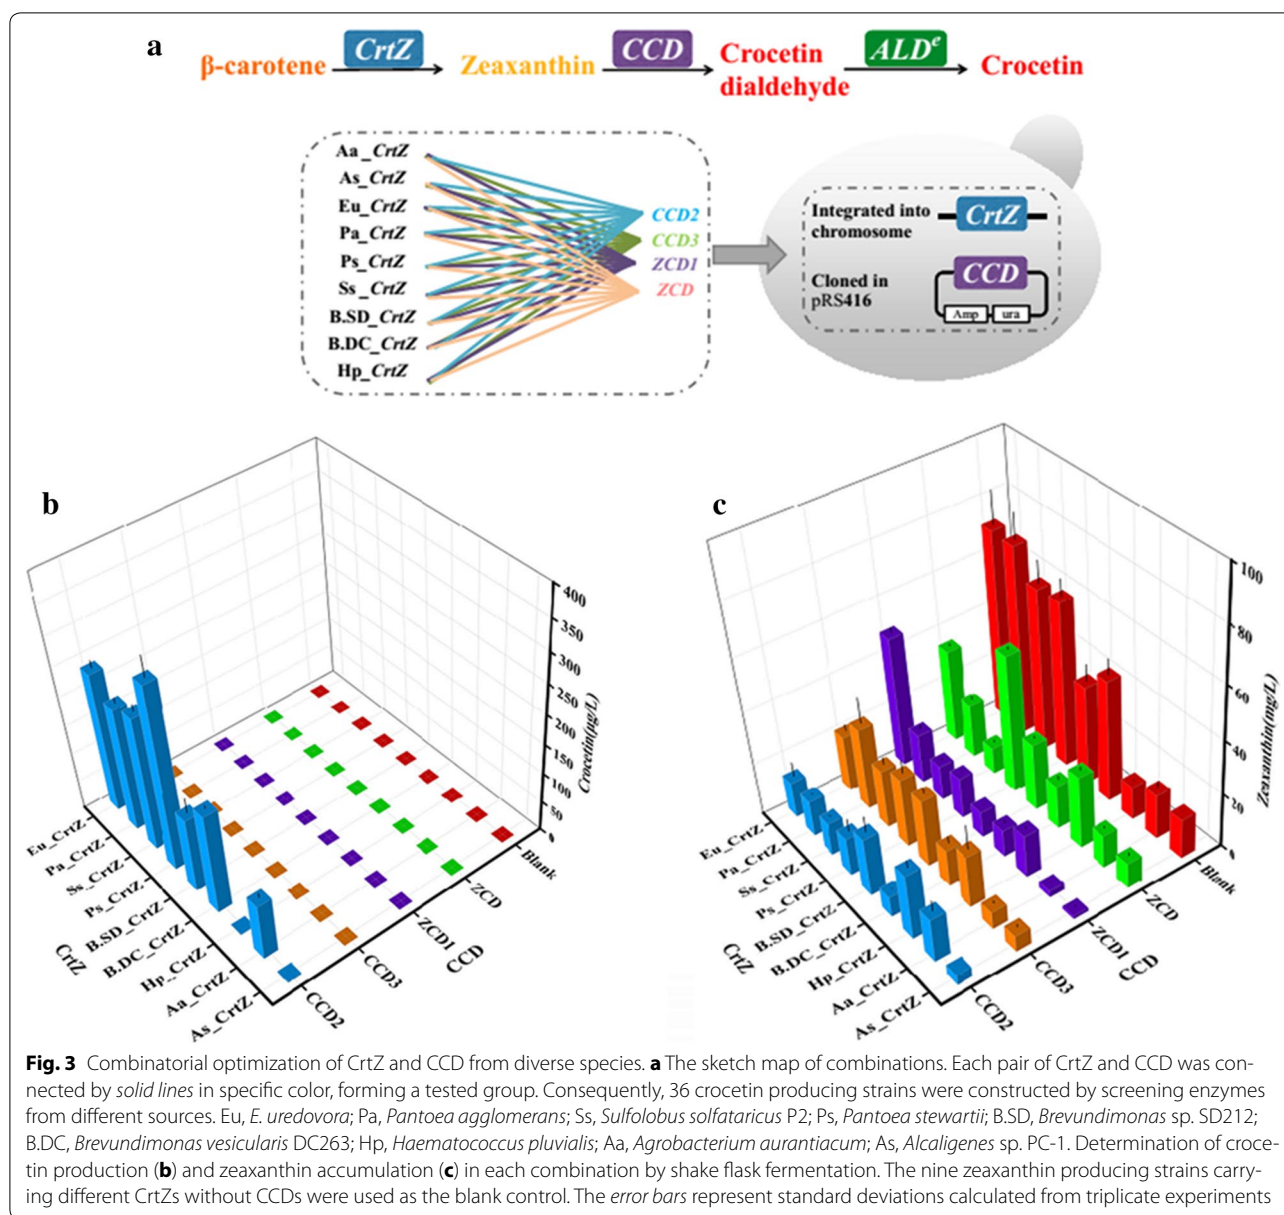 a
β-carotene CrtZ Zeaxanthin CCD Crocetin dialdehyde ALDᵉ Crocetin
Aa_CrtZ
As_CrtZ
Eu_CrtZ
Pa_CrtZ
Ps_CrtZ
Ss_CrtZ
B.SD_CrtZ
B.DC_CrtZ
Hp_CrtZ
CCD2
CCD3
ZCD1
ZCD
Integrated into
chromosome
CrtZ
Cloned in
pRS416
CCD
Amp ura
b
400
350
300
250
200
150
100
50
0
Crocetin(μg/L)
Eu_CrtZ
Pa_CrtZ
Ss_CrtZ
Ps_CrtZ
B.SD_CrtZ
B.DC_CrtZ
Hp_CrtZ
Aa_CrtZ
As_CrtZ
CrtZ
CCD2
CCD3
ZCD1
ZCD
Blank
CCD
c
100
80
60
40
20
0
Zeaxanthin(mg/L)
Eu_CrtZ
Pa_CrtZ
Ss_CrtZ
Ps_CrtZ
B.SD_CrtZ
B.DC_CrtZ
Hp_CrtZ
Aa_CrtZ
As_CrtZ
CrtZ
CCD2
CCD3
ZCD1
ZCD
Blank
CCD
Fig. 3 Combinatorial optimization of CrtZ and CCD from diverse species. a The sketch map of combinations. Each pair of CrtZ and CCD was con-
nected by solid lines in specific color, forming a tested group. Consequently, 36 crocetin producing strains were constructed by screening enzymes
from different sources. Eu, E. uredovora; Pa, Pantoea agglomerans; Ss, Sulfolobus solfataricus P2; Ps, Pantoea stewartii; B.SD, Brevundimonas sp. SD212;
B.DC, Brevundimonas vesicularis DC263; Hp, Haematococcus pluvialis; Aa, Agrobacterium aurantiacum; As, Alcaligenes sp. PC-1. Determination of croce-
tin production (b) and zeaxanthin accumulation (c) in each combination by shake flask fermentation. The nine zeaxanthin producing strains carry-
ing different CrtZs without CCDs were used as the blank control. The error bars represent standard deviations calculated from triplicate experiments